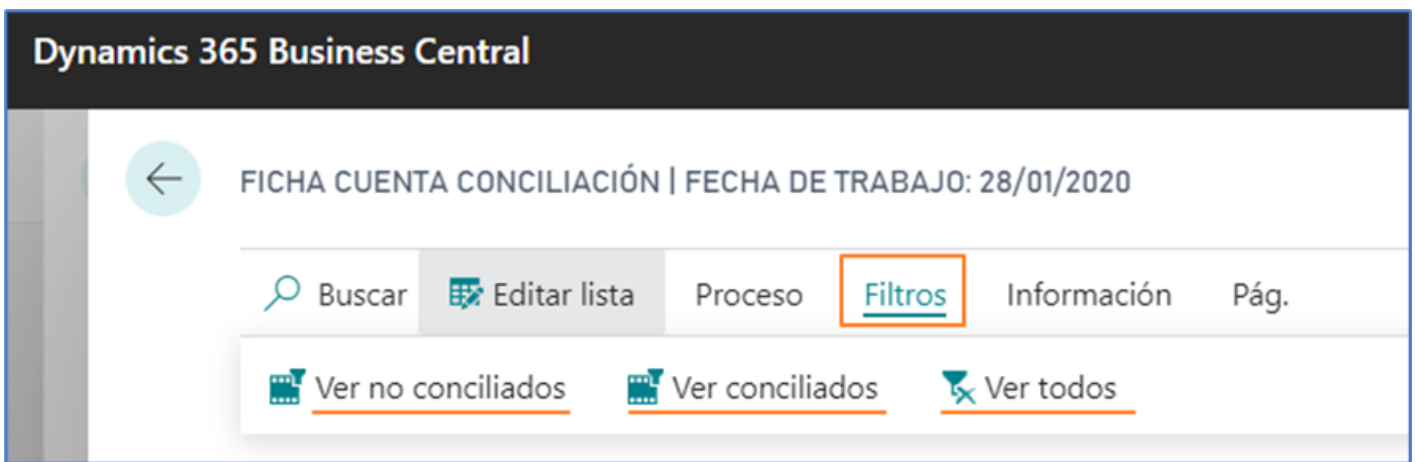 Dynamics 365 Business Central
FICHA CUENTA CONCILIACIÓN | FECHA DE TRABAJO: 28/01/2020
Buscar Editar lista Proceso Filtros Información Pág.
Ver no conciliados Ver conciliados Ver todos